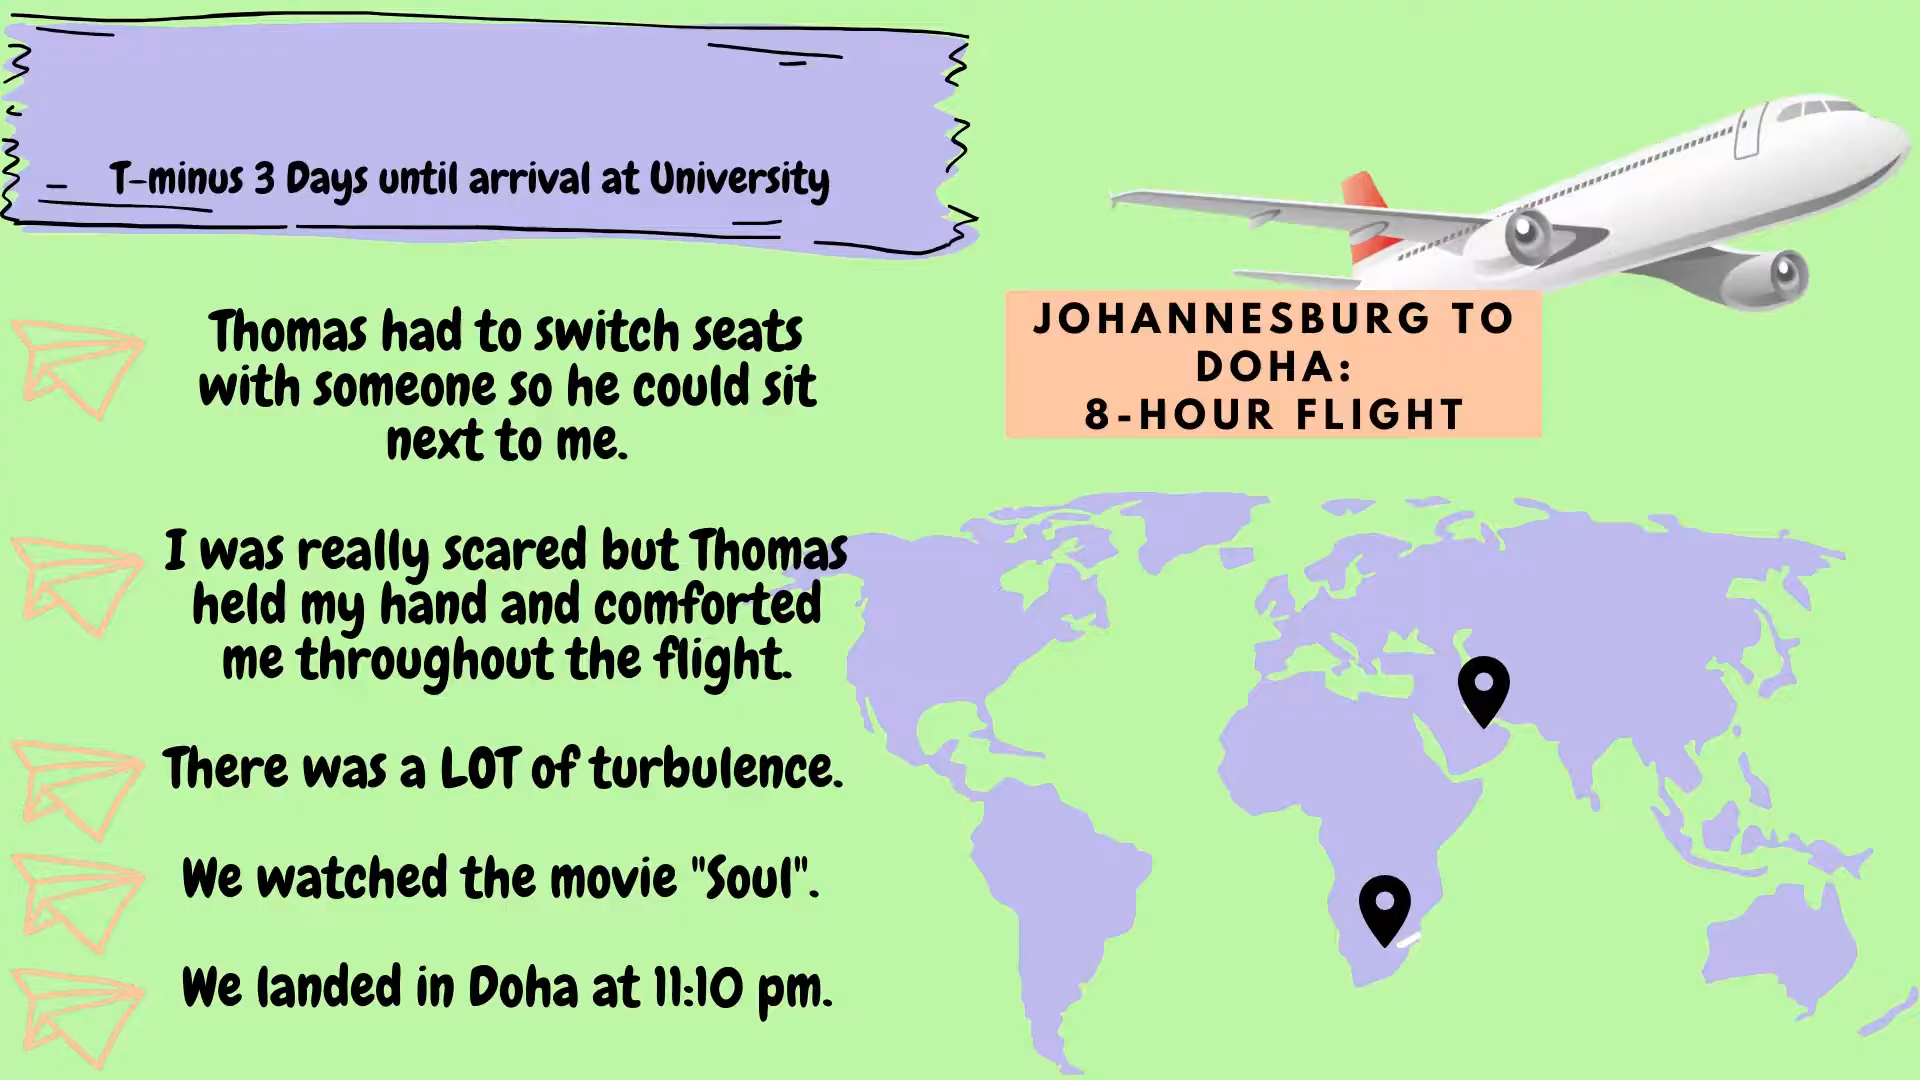 T-minus 3 Days until arrival at University
Thomas had to switch seats
with someone so he could sit
next to me.
I was really scared but Thomas
held my hand and comforted
me throughout the flight.
There was a LOT of turbulence.
We watched the movie "Soul".
We landed in Doha at 11:10 pm.
JOHANNESBURG TO
DOHA:
8-HOUR FLIGHT